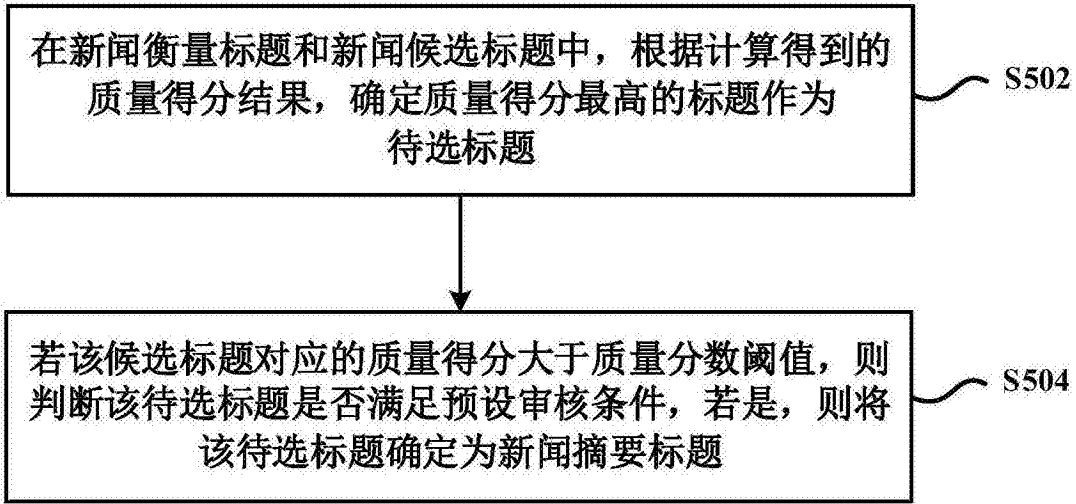 在新闻衡量标题和新闻候选标题中，根据计算得到的
质量得分结果，确定质量得分最高的标题作为
待选标题
S502
若该候选标题对应的质量得分大于质量分数阈值，则
判断该待选标题是否满足预设审核条件，若是，则将
该待选标题确定为新闻摘要标题
S504